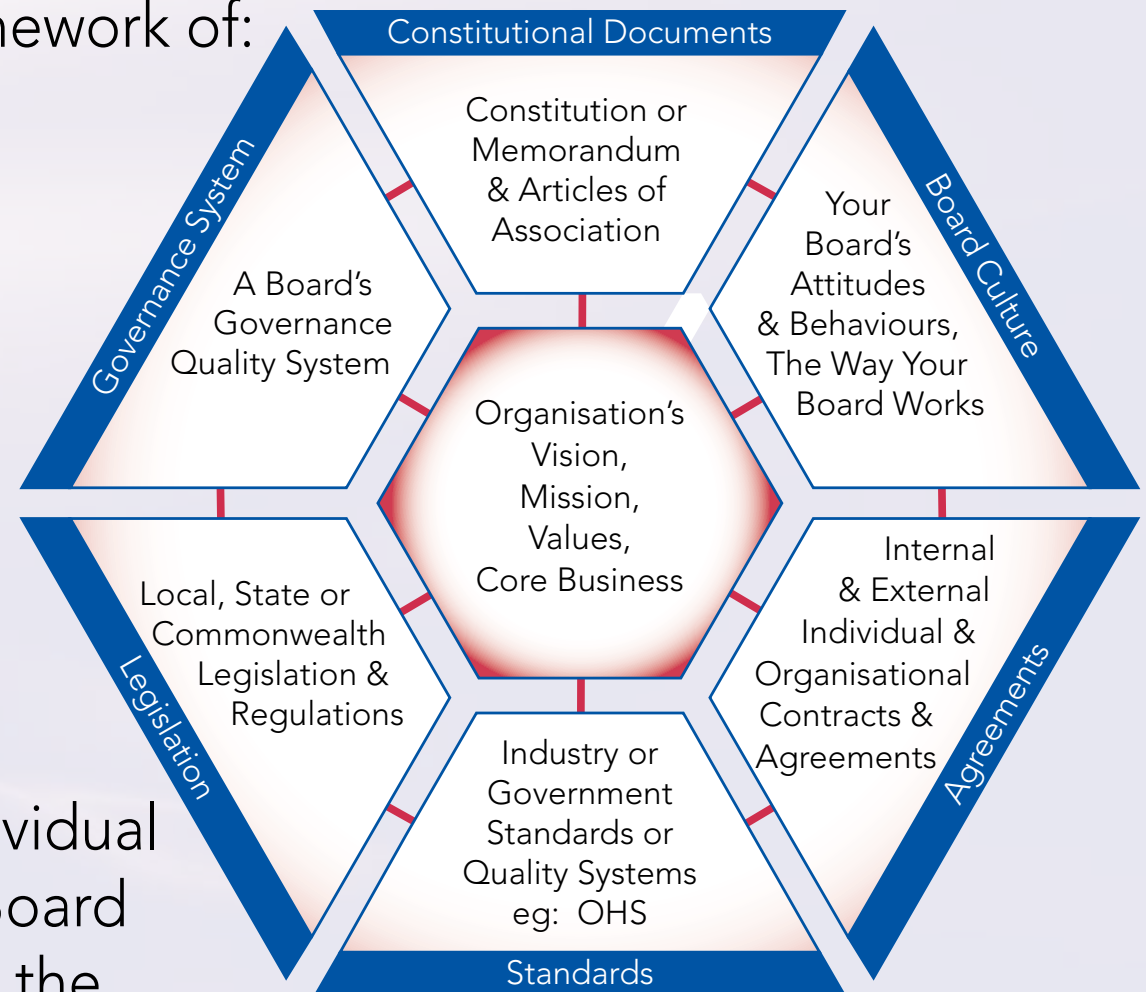 nework of:
Constitutional Documents
Constitution or
Memorandum
& Articles of
Association
Governance System
A Board's
Governance
Quality System
Board Culture
Your
Board's
Attitudes
& Behaviours,
The Way Your
Board Works
Organisation's
Vision,
Mission,
Values,
Core Business
Legislation
Local, State or
Commonwealth
Legislation &
Regulations
Internal
& External
Individual &
Organisational
Contracts &
Agreements
Agreements
Industry or
Government
Standards or
Quality Systems
eg: OHS
Standards
vidual
Board
the